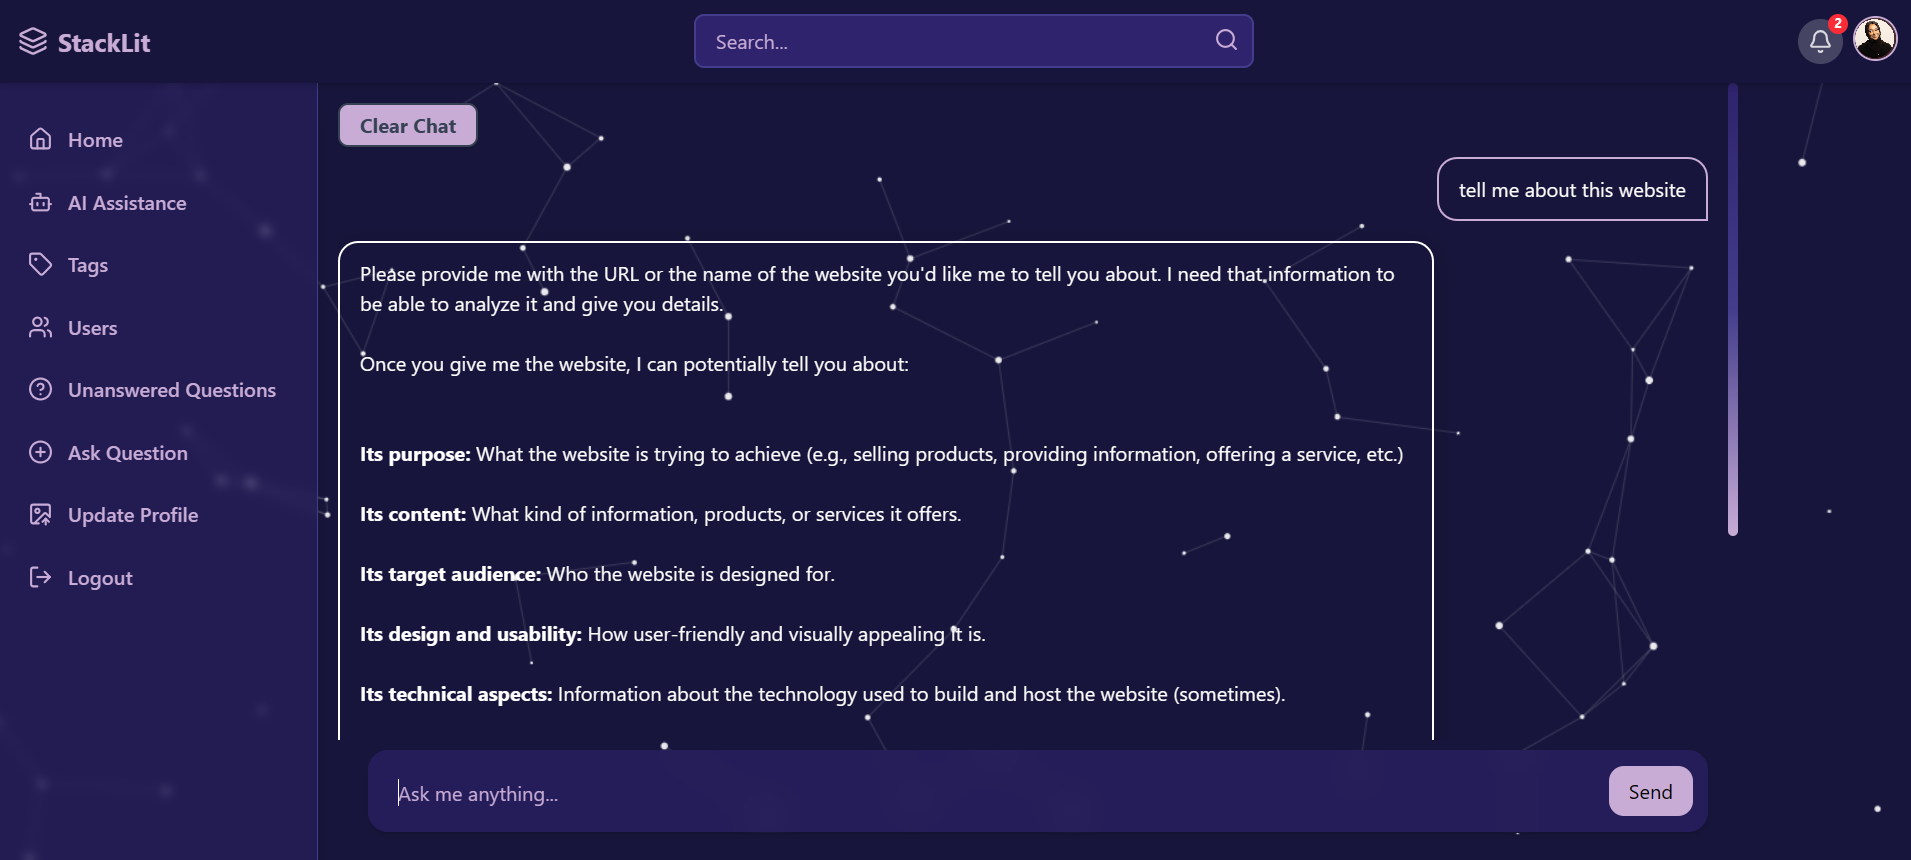 StackLit
Search...
2
Home
AI Assistance
Tags
Users
Unanswered Questions
Ask Question
Update Profile
Logout
Clear Chat
tell me about this website
Please provide me with the URL or the name of the website you'd like me to tell you about. I need that information to
be able to analyze it and give you details.
Once you give me the website, I can potentially tell you about:
Its purpose: What the website is trying to achieve (e.g., selling products, providing information, offering a service, etc.)
Its content: What kind of information, products, or services it offers.
Its target audience: Who the website is designed for.
Its design and usability: How user-friendly and visually appealing it is.
Its technical aspects: Information about the technology used to build and host the website (sometimes).
Ask me anything...
Send